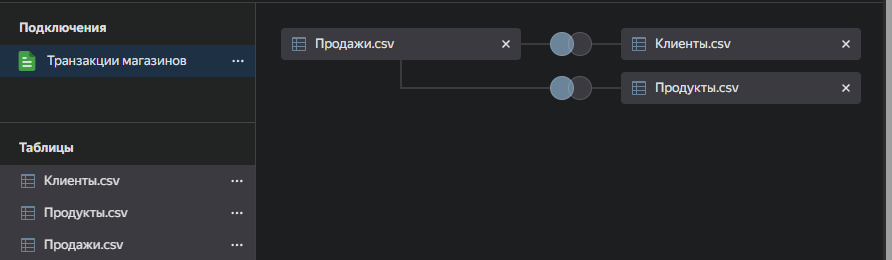 Подключения
Транзакции магазинов
Таблицы
Клиенты.csv
Продукты.csv
Продажи.csv
Продажи.csv
Клиенты.csv
Продукты.csv